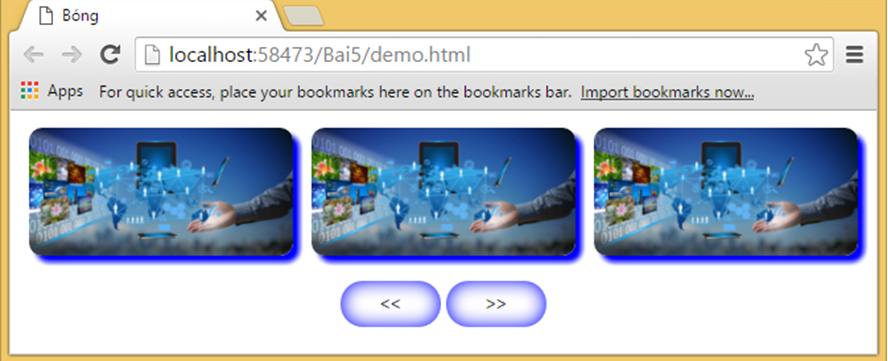 Bóng
localhost:58473/Bai5/demo.html
Apps For quick access, place your bookmarks here on the bookmarks bar. Import bookmarks now...
<< >>